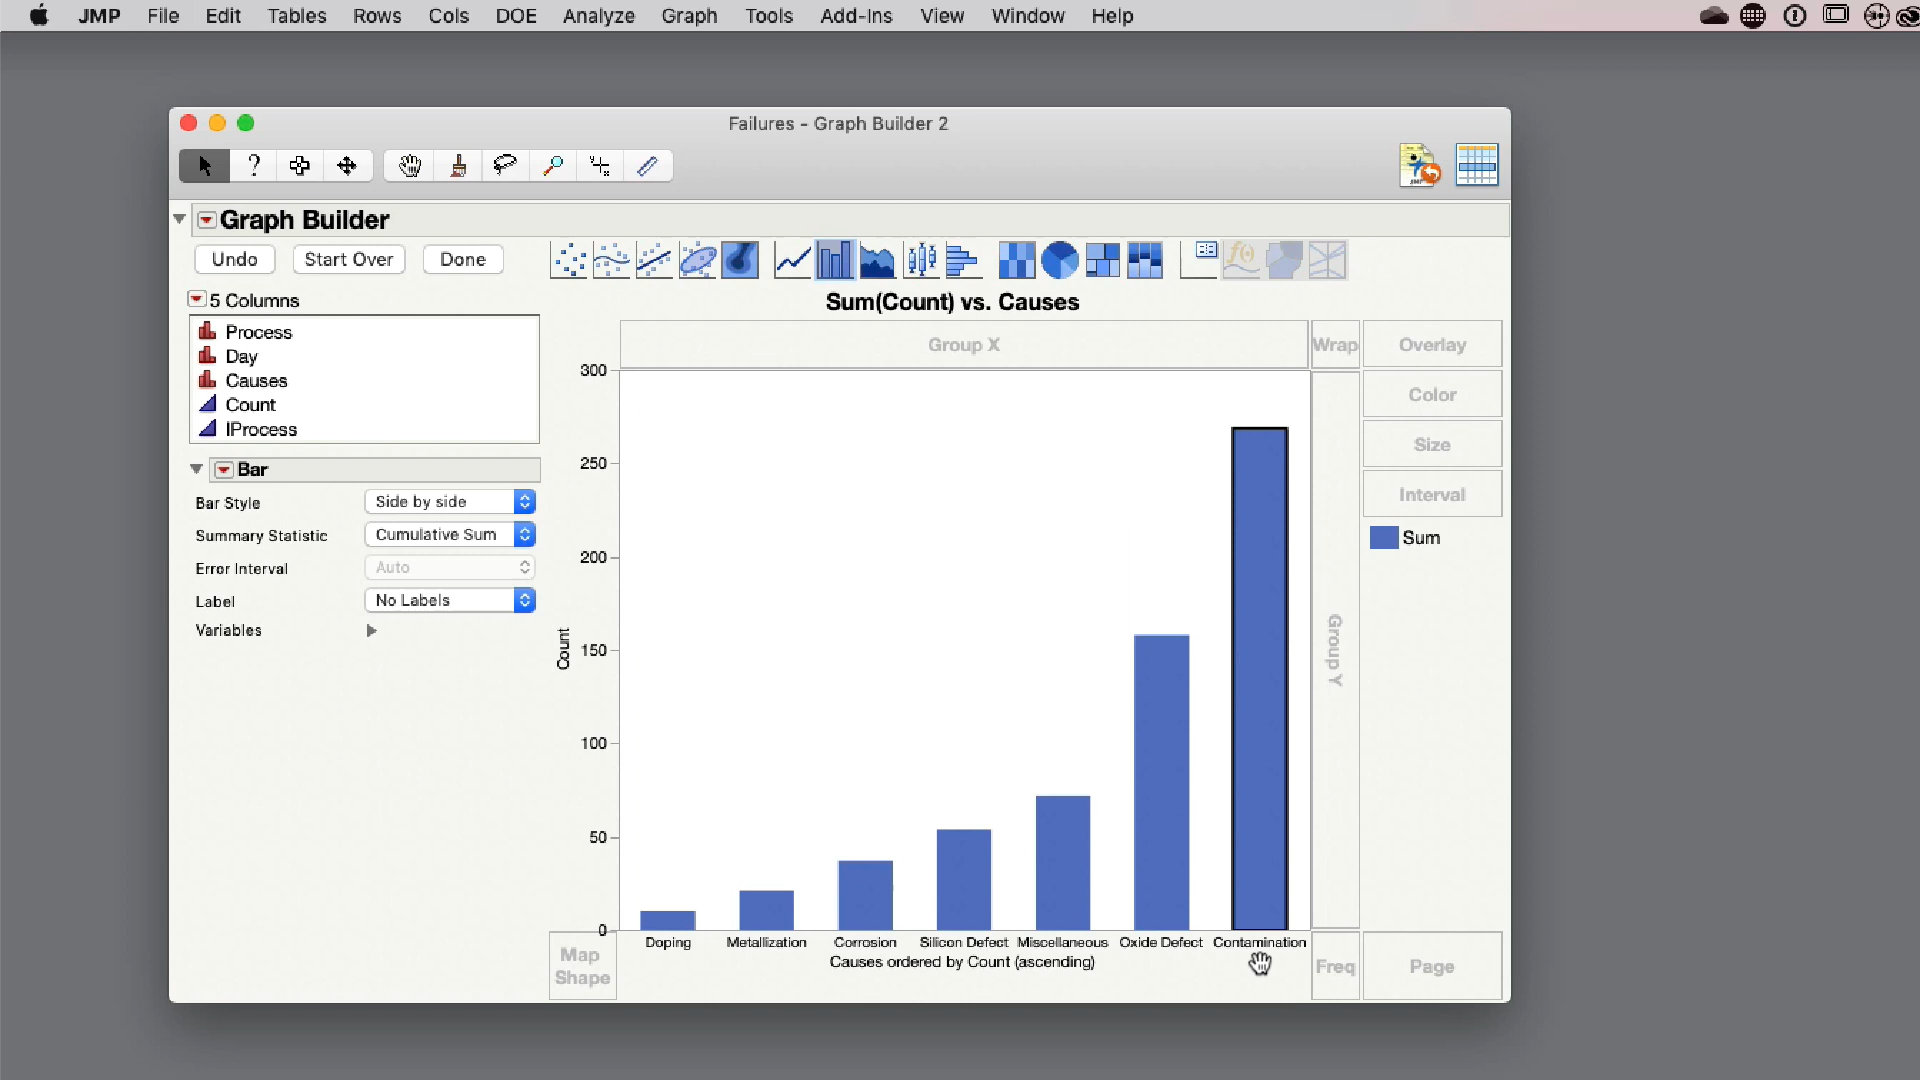 JMP File Edit Tables Rows Cols DOE Analyze Graph Tools Add-Ins View Window Help
Failures - Graph Builder 2
?
JMP
Graph Builder
Undo Start Over Done
5 Columns
Process
Day
Causes
Count
IProcess
Bar
Bar Style Side by side
Summary Statistic Cumulative Sum
Error Interval Auto
Label No Labels
Variables
Sum(Count) vs. Causes
Group X
Wrap
Overlay
Color
Size
Interval
Sum
Group Y
Count
300
250
200
150
100
50
0
Doping Metallization Corrosion Silicon Defect Miscellaneous Oxide Defect Contamination
Causes ordered by Count (ascending)
Map
Shape
Freq
Page